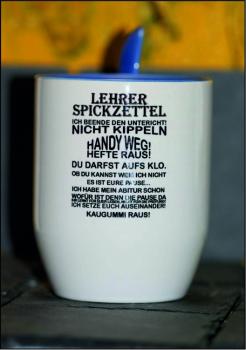 LEHRER
SPICKZETTEL
ICH BEENDE DEN UNTERICHT!
NICHT KIPPELN
HANDY WEG!
HEFTE RAUS!
DU DARFST AUFS KLO.
OB DU KANNST WEIß ICH NICHT
ES IST EURE PAUSE...
ICH HABE MEIN ABITUR SCHON
WOFÜR IST DENN DIE PAUSE DA
ICH SETZE EUCH AUSEINANDER!
KAUGUMMI RAUS!